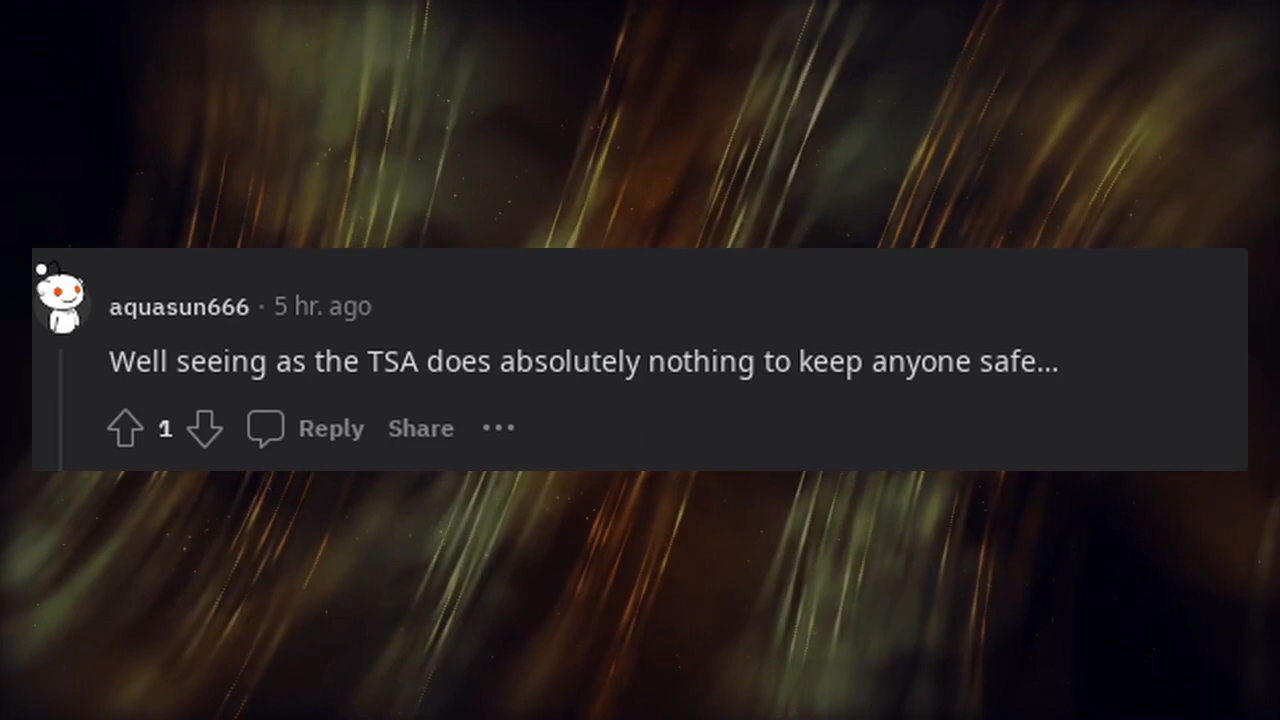 aquasun666 · 5 hr. ago
Well seeing as the TSA does absolutely nothing to keep anyone safe...
1 Reply Share ...